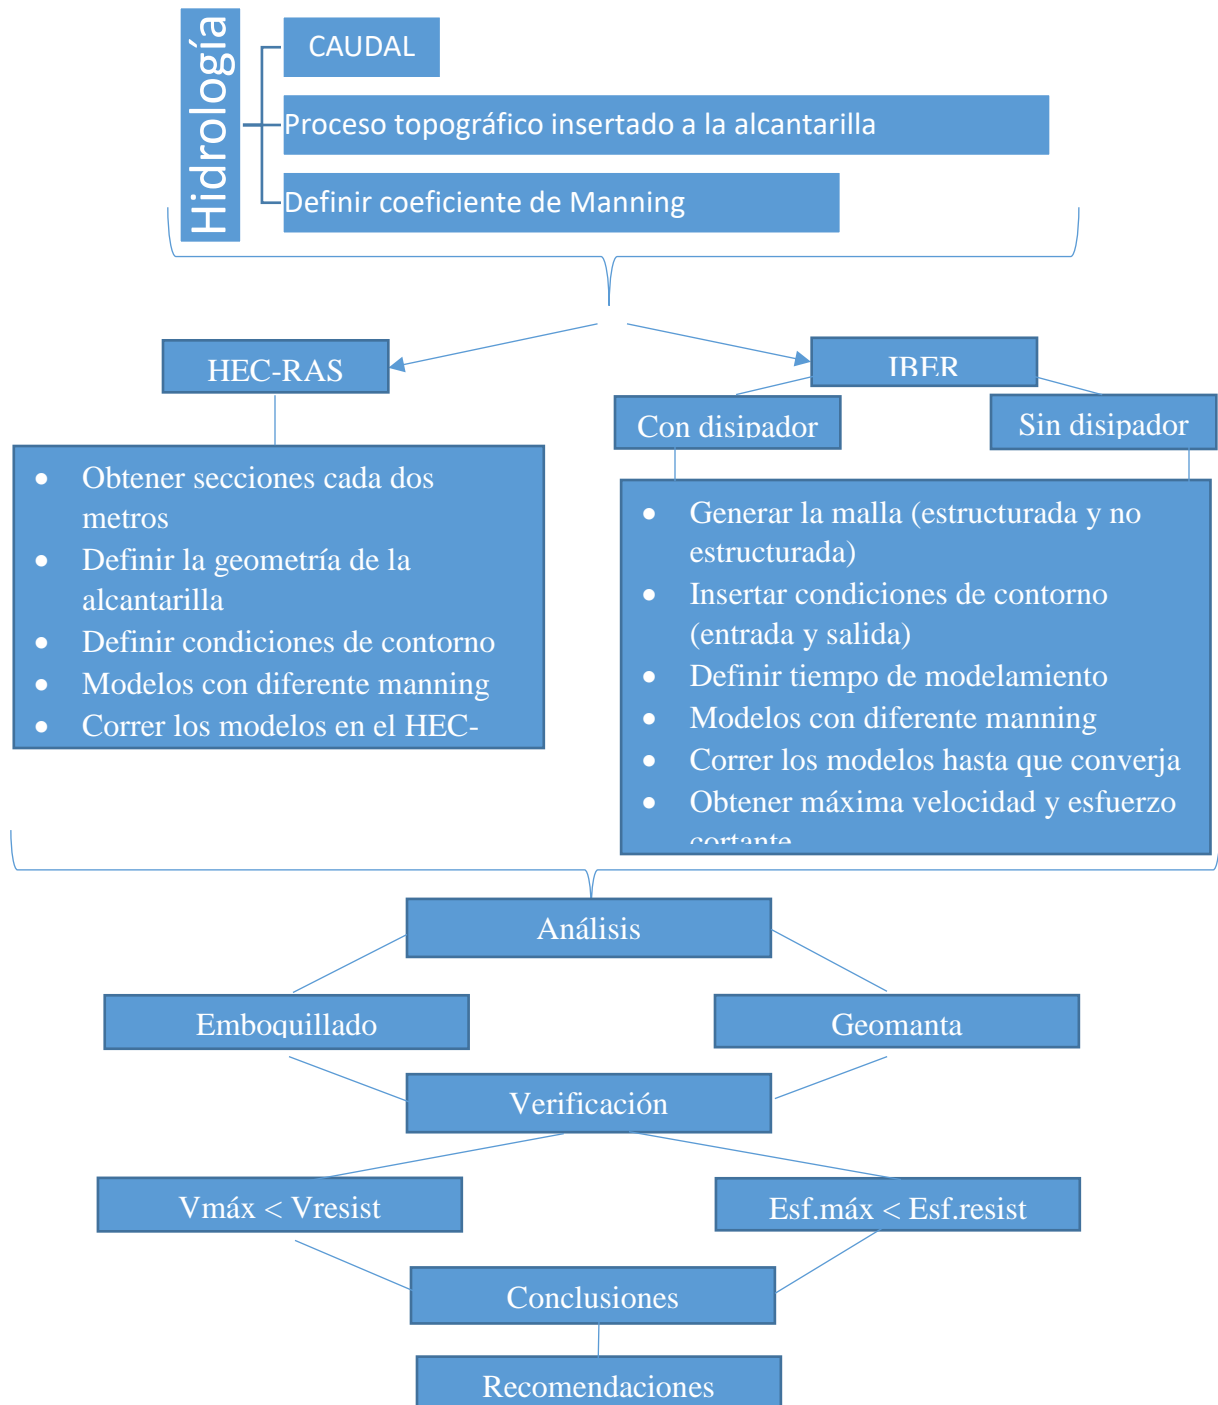 Hidrología
CAUDAL
Proceso topográfico insertado a la alcantarilla
Definir coeficiente de Manning
HEC-RAS
IBER
Con disipador
Sin disipador
• Obtener secciones cada dos
metros
• Definir la geometría de la
alcantarilla
• Definir condiciones de contorno
• Modelos con diferente manning
• Correr los modelos en el HEC-
• Generar la malla (estructurada y no
estructurada)
• Insertar condiciones de contorno
(entrada y salida)
• Definir tiempo de modelamiento
• Modelos con diferente manning
• Correr los modelos hasta que converja
• Obtener máxima velocidad y esfuerzo
cortante
Análisis
Emboquillado
Geomanta
Verificación
Vmáx < Vresist
Esf.máx < Esf.resist
Conclusiones
Recomendaciones